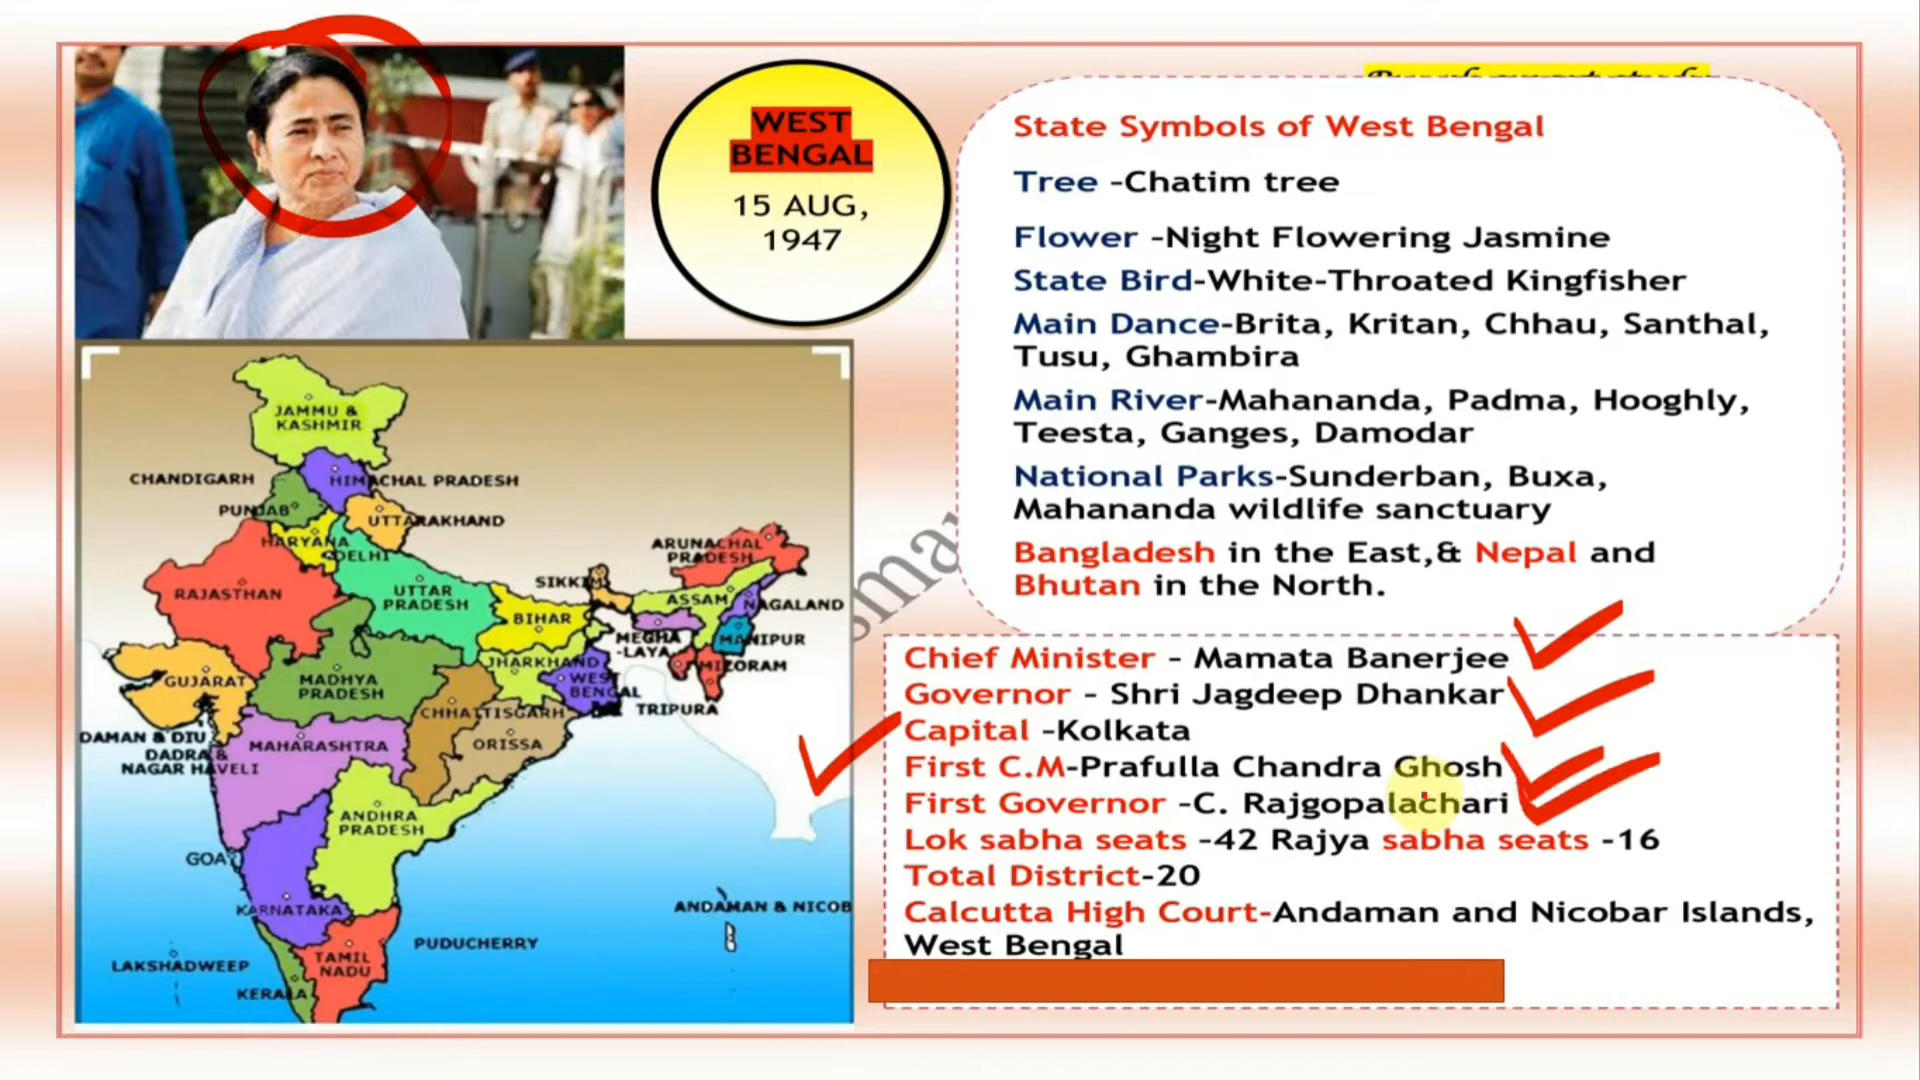 WEST
BENGAL
15 AUG,
1947
State Symbols of West Bengal
Tree -Chatim tree
Flower -Night Flowering Jasmine
State Bird-White-Throated Kingfisher
Main Dance-Brita, Kritan, Chhau, Santhal,
Tusu, Ghambira
Main River-Mahananda, Padma, Hooghly,
Teesta, Ganges, Damodar
National Parks-Sunderban, Buxa,
Mahananda wildlife sanctuary
Bangladesh in the East,& Nepal and
Bhutan in the North.
Chief Minister - Mamata Banerjee
Governor - Shri Jagdeep Dhankar
Capital -Kolkata
First C.M-Prafulla Chandra Ghosh
First Governor -C. Rajgopalachari
Lok sabha seats -42 Rajya sabha seats -16
Total District-20
Calcutta High Court-Andaman and Nicobar Islands,
West Bengal
JAMMU &
KASHMIR
CHANDIGARH
HIMACHAL PRADESH
PUNJAB
UTTARAKHAND
HARYANA
DELHI
ARUNACHAL
PRADESH
SIKKIM
RAJASTHAN
UTTAR
PRADESH
ASSAM
NAGALAND
BIHAR
MEGHA
-LAYA
MANIPUR
JHARKHAND
MIZORAM
GUJARAT
MADHYA
PRADESH
WEST
BENGAL
TRIPURA
CHHATTISGARH
DAMAN & DIU
DADRA &
NAGAR HAVELI
MAHARASHTRA
ORISSA
ANDHRA
PRADESH
GOA
KARNATAKA
ANDAMAN & NICOB
PUDUCHERRY
LAKSHADWEEP
TAMIL
NADU
KERALA